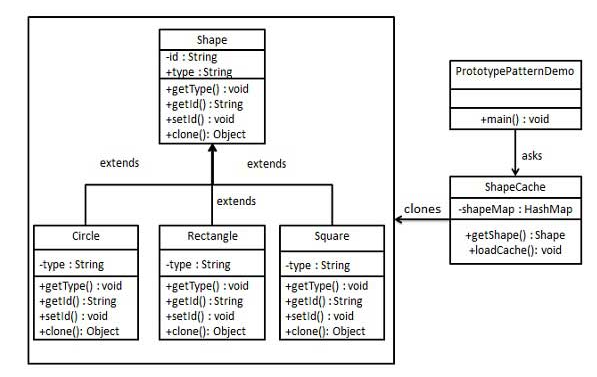 Shape
-id : String
+type : String
+getType() : void
+getId() : String
+setId() : void
+clone(): Object
extends
extends
extends
Circle
-type : String
+getType() : void
+getId() : String
+setId() : void
+clone(): Object
Rectangle
-type : String
+getType() : void
+getId() : String
+setId() : void
+clone(): Object
Square
-type : String
+getType() : void
+getId() : String
+setId() : void
+clone(): Object
PrototypePatternDemo
+main() : void
asks
ShapeCache
-shapeMap : HashMap
+getShape() : Shape
+loadCache(): void
clones